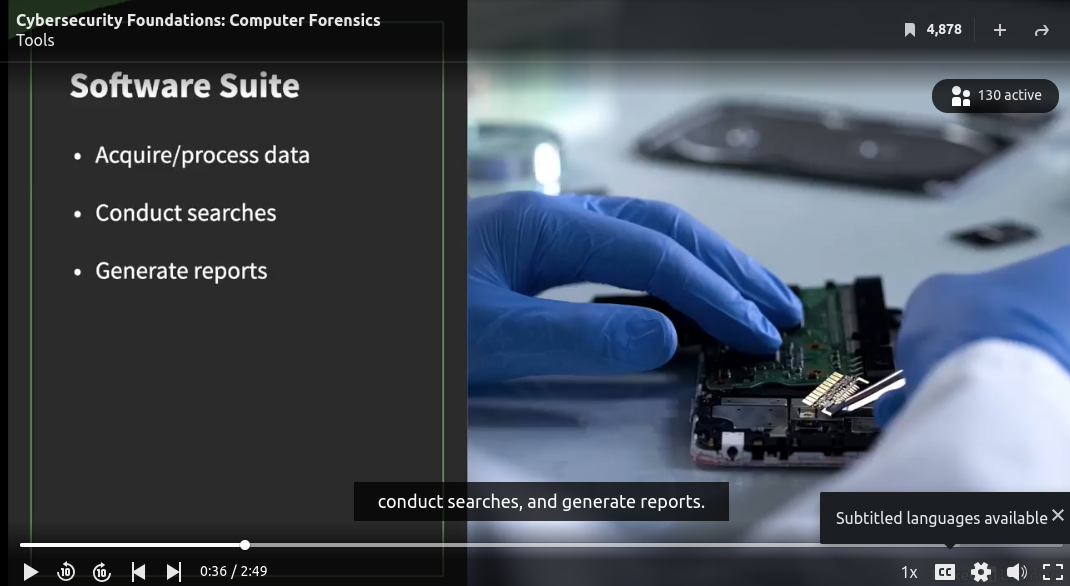 Cybersecurity Foundations: Computer Forensics
Tools
4,878
130 active
Software Suite
• Acquire/process data
• Conduct searches
• Generate reports
conduct searches, and generate reports.
Subtitled languages available
10
10
0:36 / 2:49
1x
CC